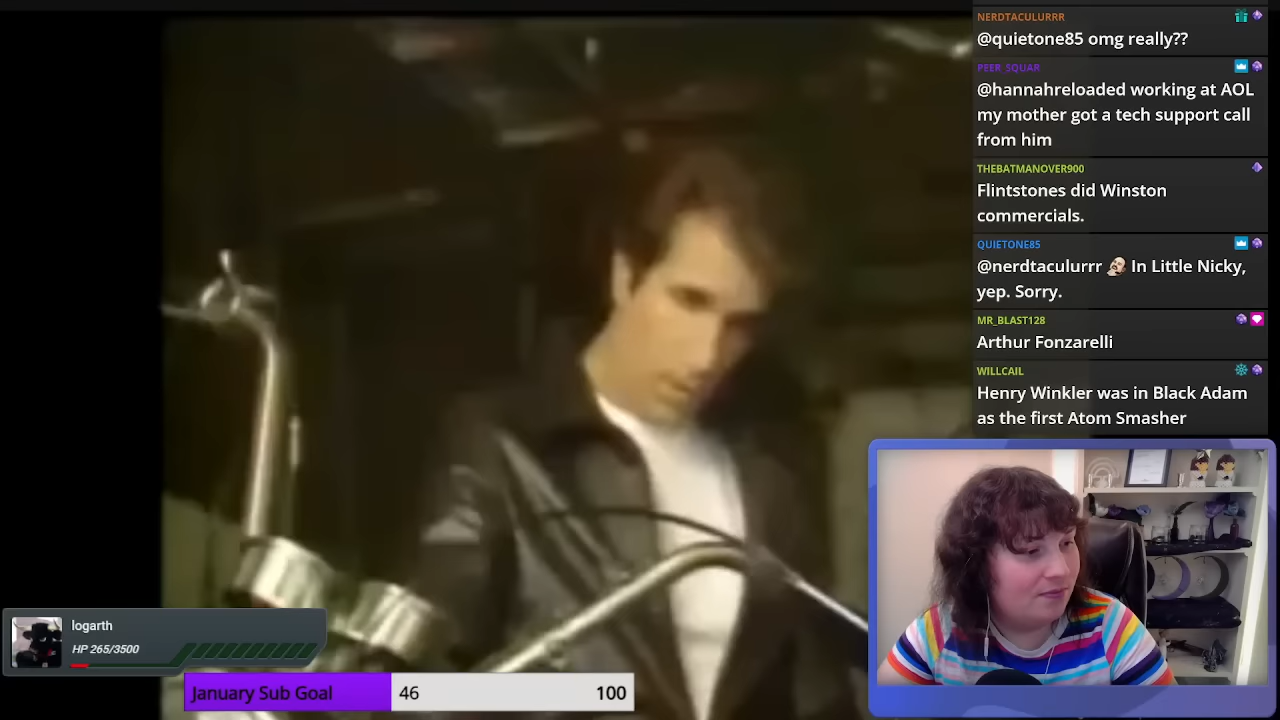 NERDTACULURRR
@quietone85 omg really??
PEER_SQUAR
@hannahreloaded working at AOL
my mother got a tech support call
from him
THEBATMANOVER900
Flintstones did Winston
commercials.
QUIETONE85
@nerdtaculurrr In Little Nicky,
yep. Sorry.
MR_BLAST128
Arthur Fonzarelli
WILLCAIL
Henry Winkler was in Black Adam
as the first Atom Smasher
logarth
HP 265/3500
January Sub Goal 46 100